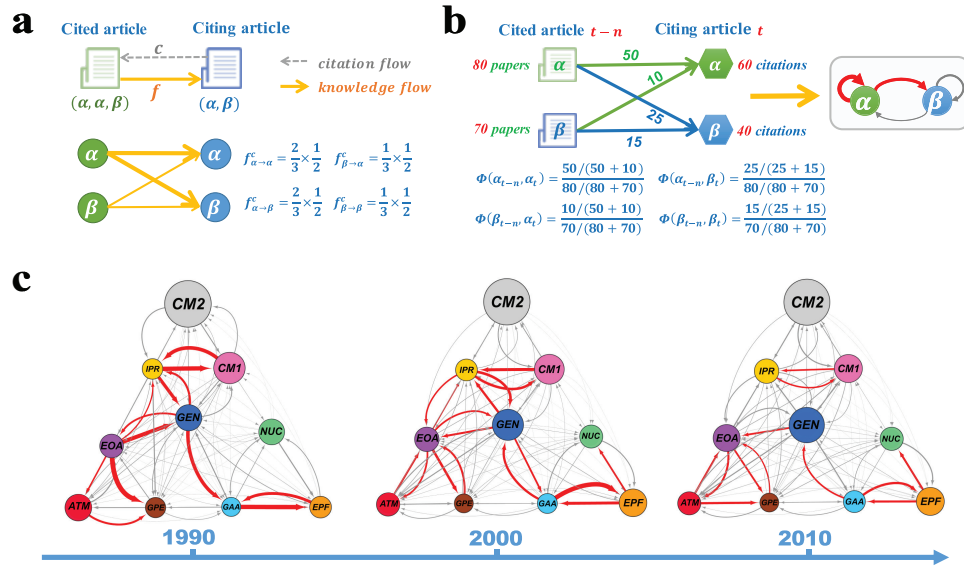 a
Cited article
Citing article
c
f
(α, α, β)
(α, β)
citation flow
knowledge flow
α
α
β
β
f^c_{α→α} = 2/3 × 1/2
f^c_{β→α} = 1/3 × 1/2
f^c_{α→β} = 2/3 × 1/2
f^c_{β→β} = 1/3 × 1/2
b
Cited article t − n
Citing article t
80 papers
α
50
α
60 citations
10
25
70 papers
β
15
β
40 citations
α
β
Φ(α_{t−n}, α_t) = 50/(50 + 10) / 80/(80 + 70)
Φ(α_{t−n}, β_t) = 25/(25 + 15) / 80/(80 + 70)
Φ(β_{t−n}, α_t) = 10/(50 + 10) / 70/(80 + 70)
Φ(β_{t−n}, β_t) = 15/(25 + 15) / 70/(80 + 70)
c
CM2
IPR
CM1
GEN
EOA
NUC
ATM
GPE
GAA
EPF
CM2
IPR
CM1
GEN
EOA
NUC
ATM
GPE
GAA
EPF
CM2
IPR
CM1
GEN
EOA
NUC
ATM
GPE
GAA
EPF
1990
2000
2010